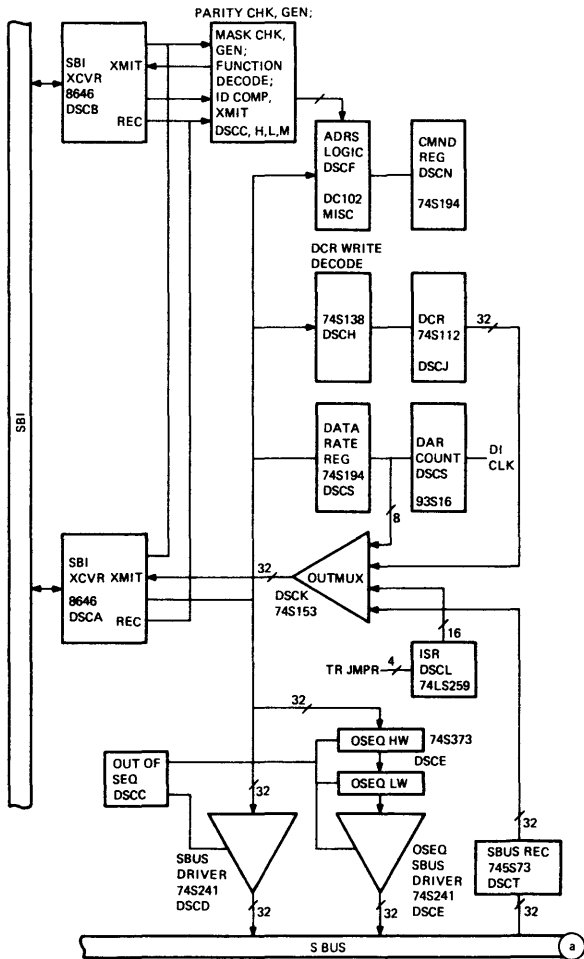 PARITY CHK, GEN;
MASK CHK,
GEN;
FUNCTION
DECODE;
ID COMP,
XMIT
DSCC, H,L,M
SBI
XCVR
8646
DSCB
XMIT
REC
ADRS
LOGIC
DSCF
DC102
MISC
CMND
REG
DSCN
74S194
DCR WRITE
DECODE
74S138
DSCH
DCR
74S112
DSCJ
32
DATA
RATE
REG
74S194
DSCS
DAR
COUNT
DSCS
93S16
DI
CLK
8
SBI
SBI
XCVR
8646
DSCA
XMIT
REC
32
OUTMUX
DSCK
74S153
16
TR JMPR
4
ISR
DSCL
74LS259
32
OSEQ HW
74S373
DSCE
OSEQ LW
OUT OF
SEQ
DSCC
32
SBUS
DRIVER
74S241
DSCD
32
OSEQ
SBUS
DRIVER
74S241
DSCE
32
32
SBUS REC
745S73
DSCT
32
S BUS
a